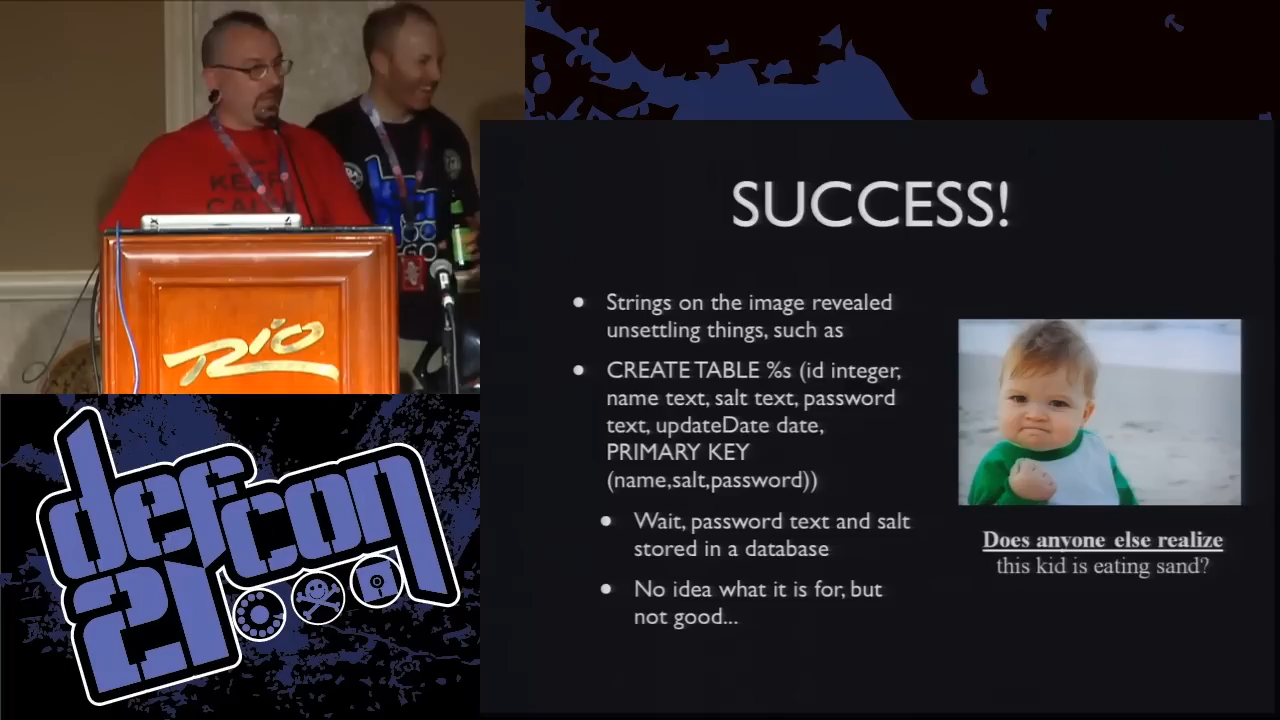 KEEP
CALM
RIO
defcon
21
SUCCESS!
Strings on the image revealed
unsettling things, such as
CREATE TABLE %s (id integer,
name text, salt text, password
text, updateDate date,
PRIMARY KEY
(name,salt,password))
Wait, password text and salt
stored in a database
No idea what it is for, but
not good...
Does anyone else realize
this kid is eating sand?